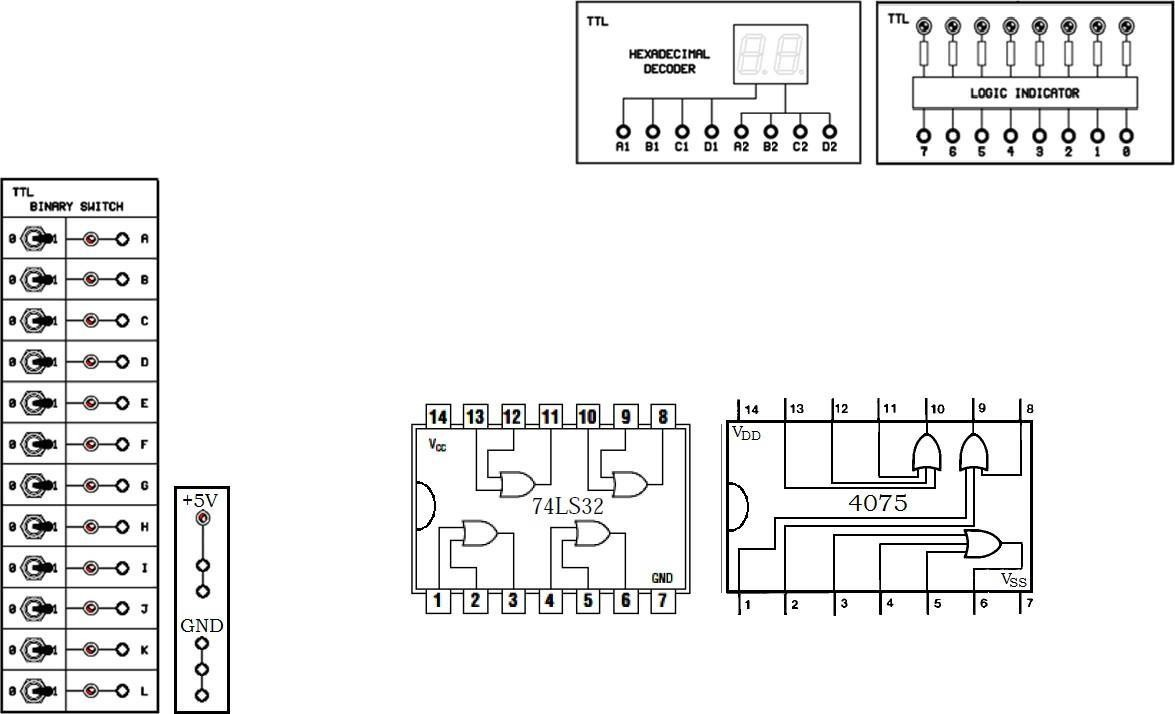 TTL
HEXADECIMAL
DECODER
A1 B1 C1 D1 A2 B2 C2 D2
TTL
LOGIC INDICATOR
7 6 5 4 3 2 1 0
TTL
BINARY SWITCH
0 1 A
0 1 B
0 1 C
0 1 D
0 1 E
0 1 F
0 1 G
0 1 H
0 1 I
0 1 J
0 1 K
0 1 L
+5V
GND
14 13 12 11 10 9 8
VCC
74LS32
GND
1 2 3 4 5 6 7
14 13 12 11 10 9 8
VDD
4075
VSS
1 2 3 4 5 6 7